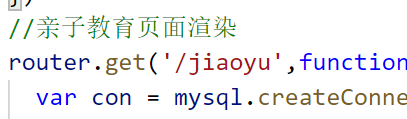 //亲子教育页面渲染
router.get('/jiaoyu',function
var con = mysql.createConne